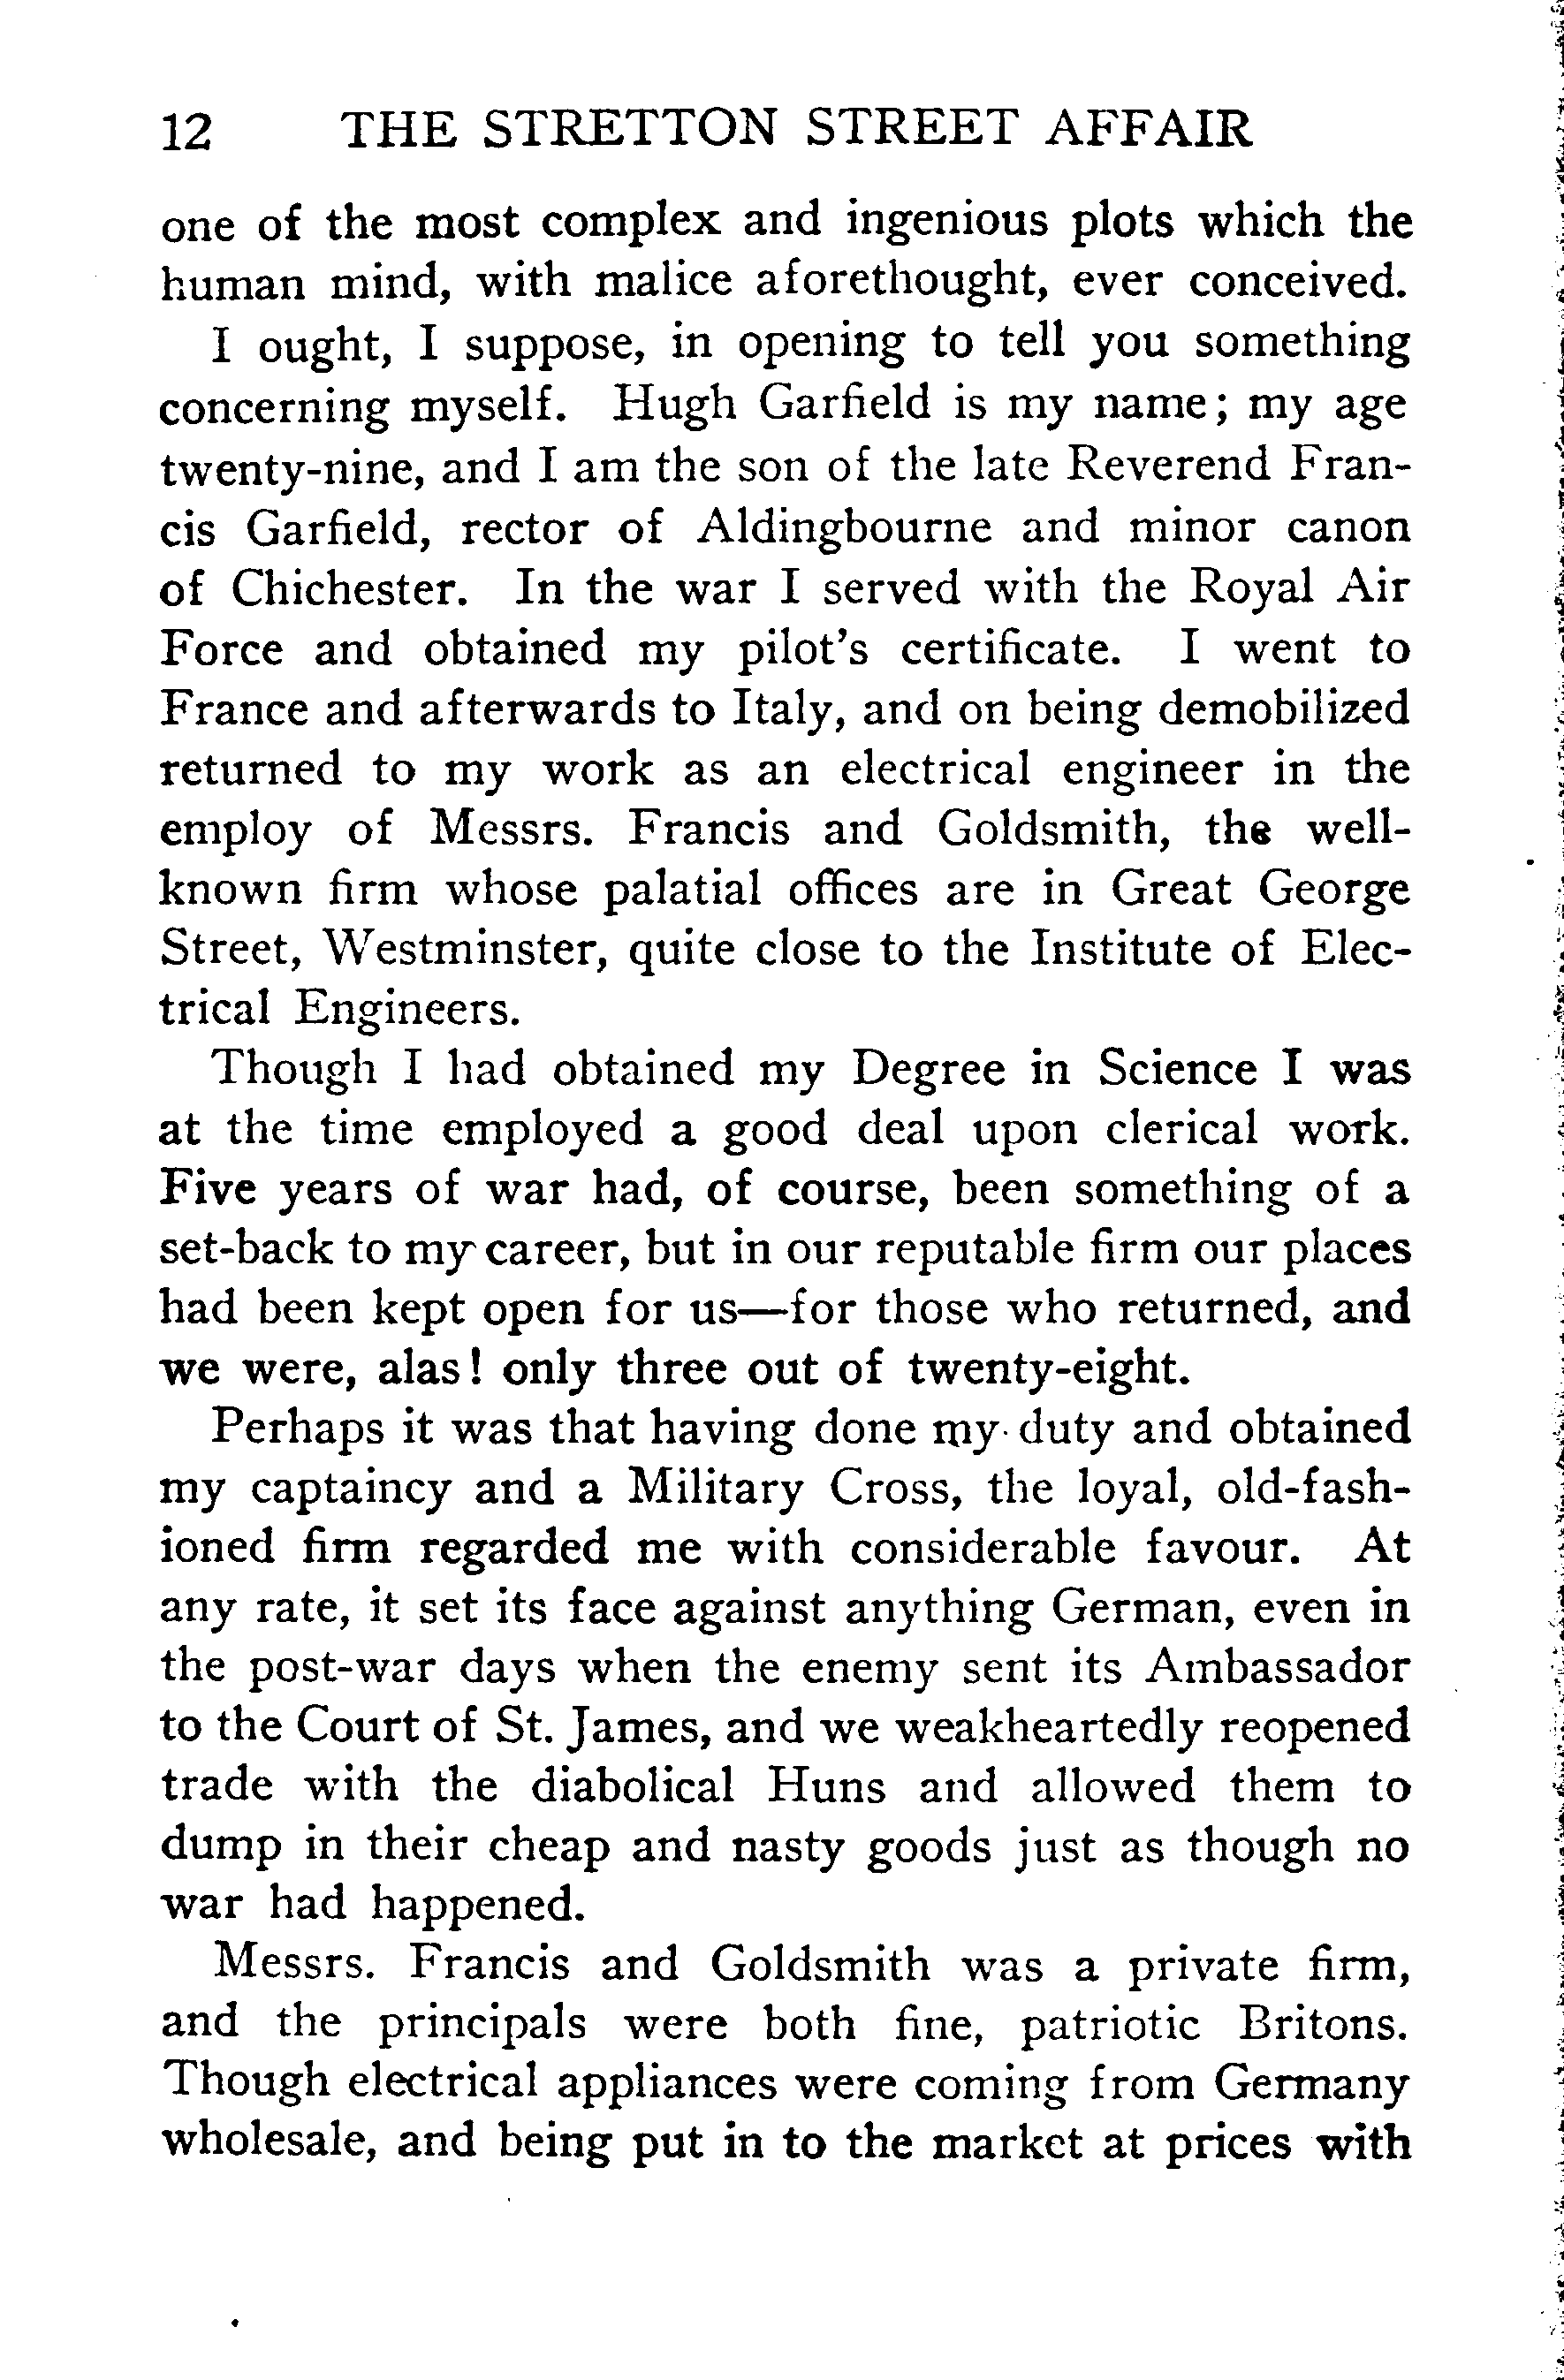 12 THE STRETTON STREET AFFAIR
one of the most complex and ingenious plots which the
human mind, with malice aforethought, ever conceived.
I ought, I suppose, in opening to tell you something
concerning myself. Hugh Garfield is my name; my age
twenty-nine, and I am the son of the late Reverend Fran-
cis Garfield, rector of Aldingbourne and minor canon
of Chichester. In the war I served with the Royal Air
Force and obtained my pilot's certificate. I went to
France and afterwards to Italy, and on being demobilized
returned to my work as an electrical engineer in the
employ of Messrs. Francis and Goldsmith, the well-
known firm whose palatial offices are in Great George
Street, Westminster, quite close to the Institute of Elec-
trical Engineers.
Though I had obtained my Degree in Science I was
at the time employed a good deal upon clerical work.
Five years of war had, of course, been something of a
set-back to my career, but in our reputable firm our places
had been kept open for us—for those who returned, and
we were, alas! only three out of twenty-eight.
Perhaps it was that having done my duty and obtained
my captaincy and a Military Cross, the loyal, old-fash-
ioned firm regarded me with considerable favour. At
any rate, it set its face against anything German, even in
the post-war days when the enemy sent its Ambassador
to the Court of St. James, and we weakheartedly reopened
trade with the diabolical Huns and allowed them to
dump in their cheap and nasty goods just as though no
war had happened.
Messrs. Francis and Goldsmith was a private firm,
and the principals were both fine, patriotic Britons.
Though electrical appliances were coming from Germany
wholesale, and being put in to the market at prices with